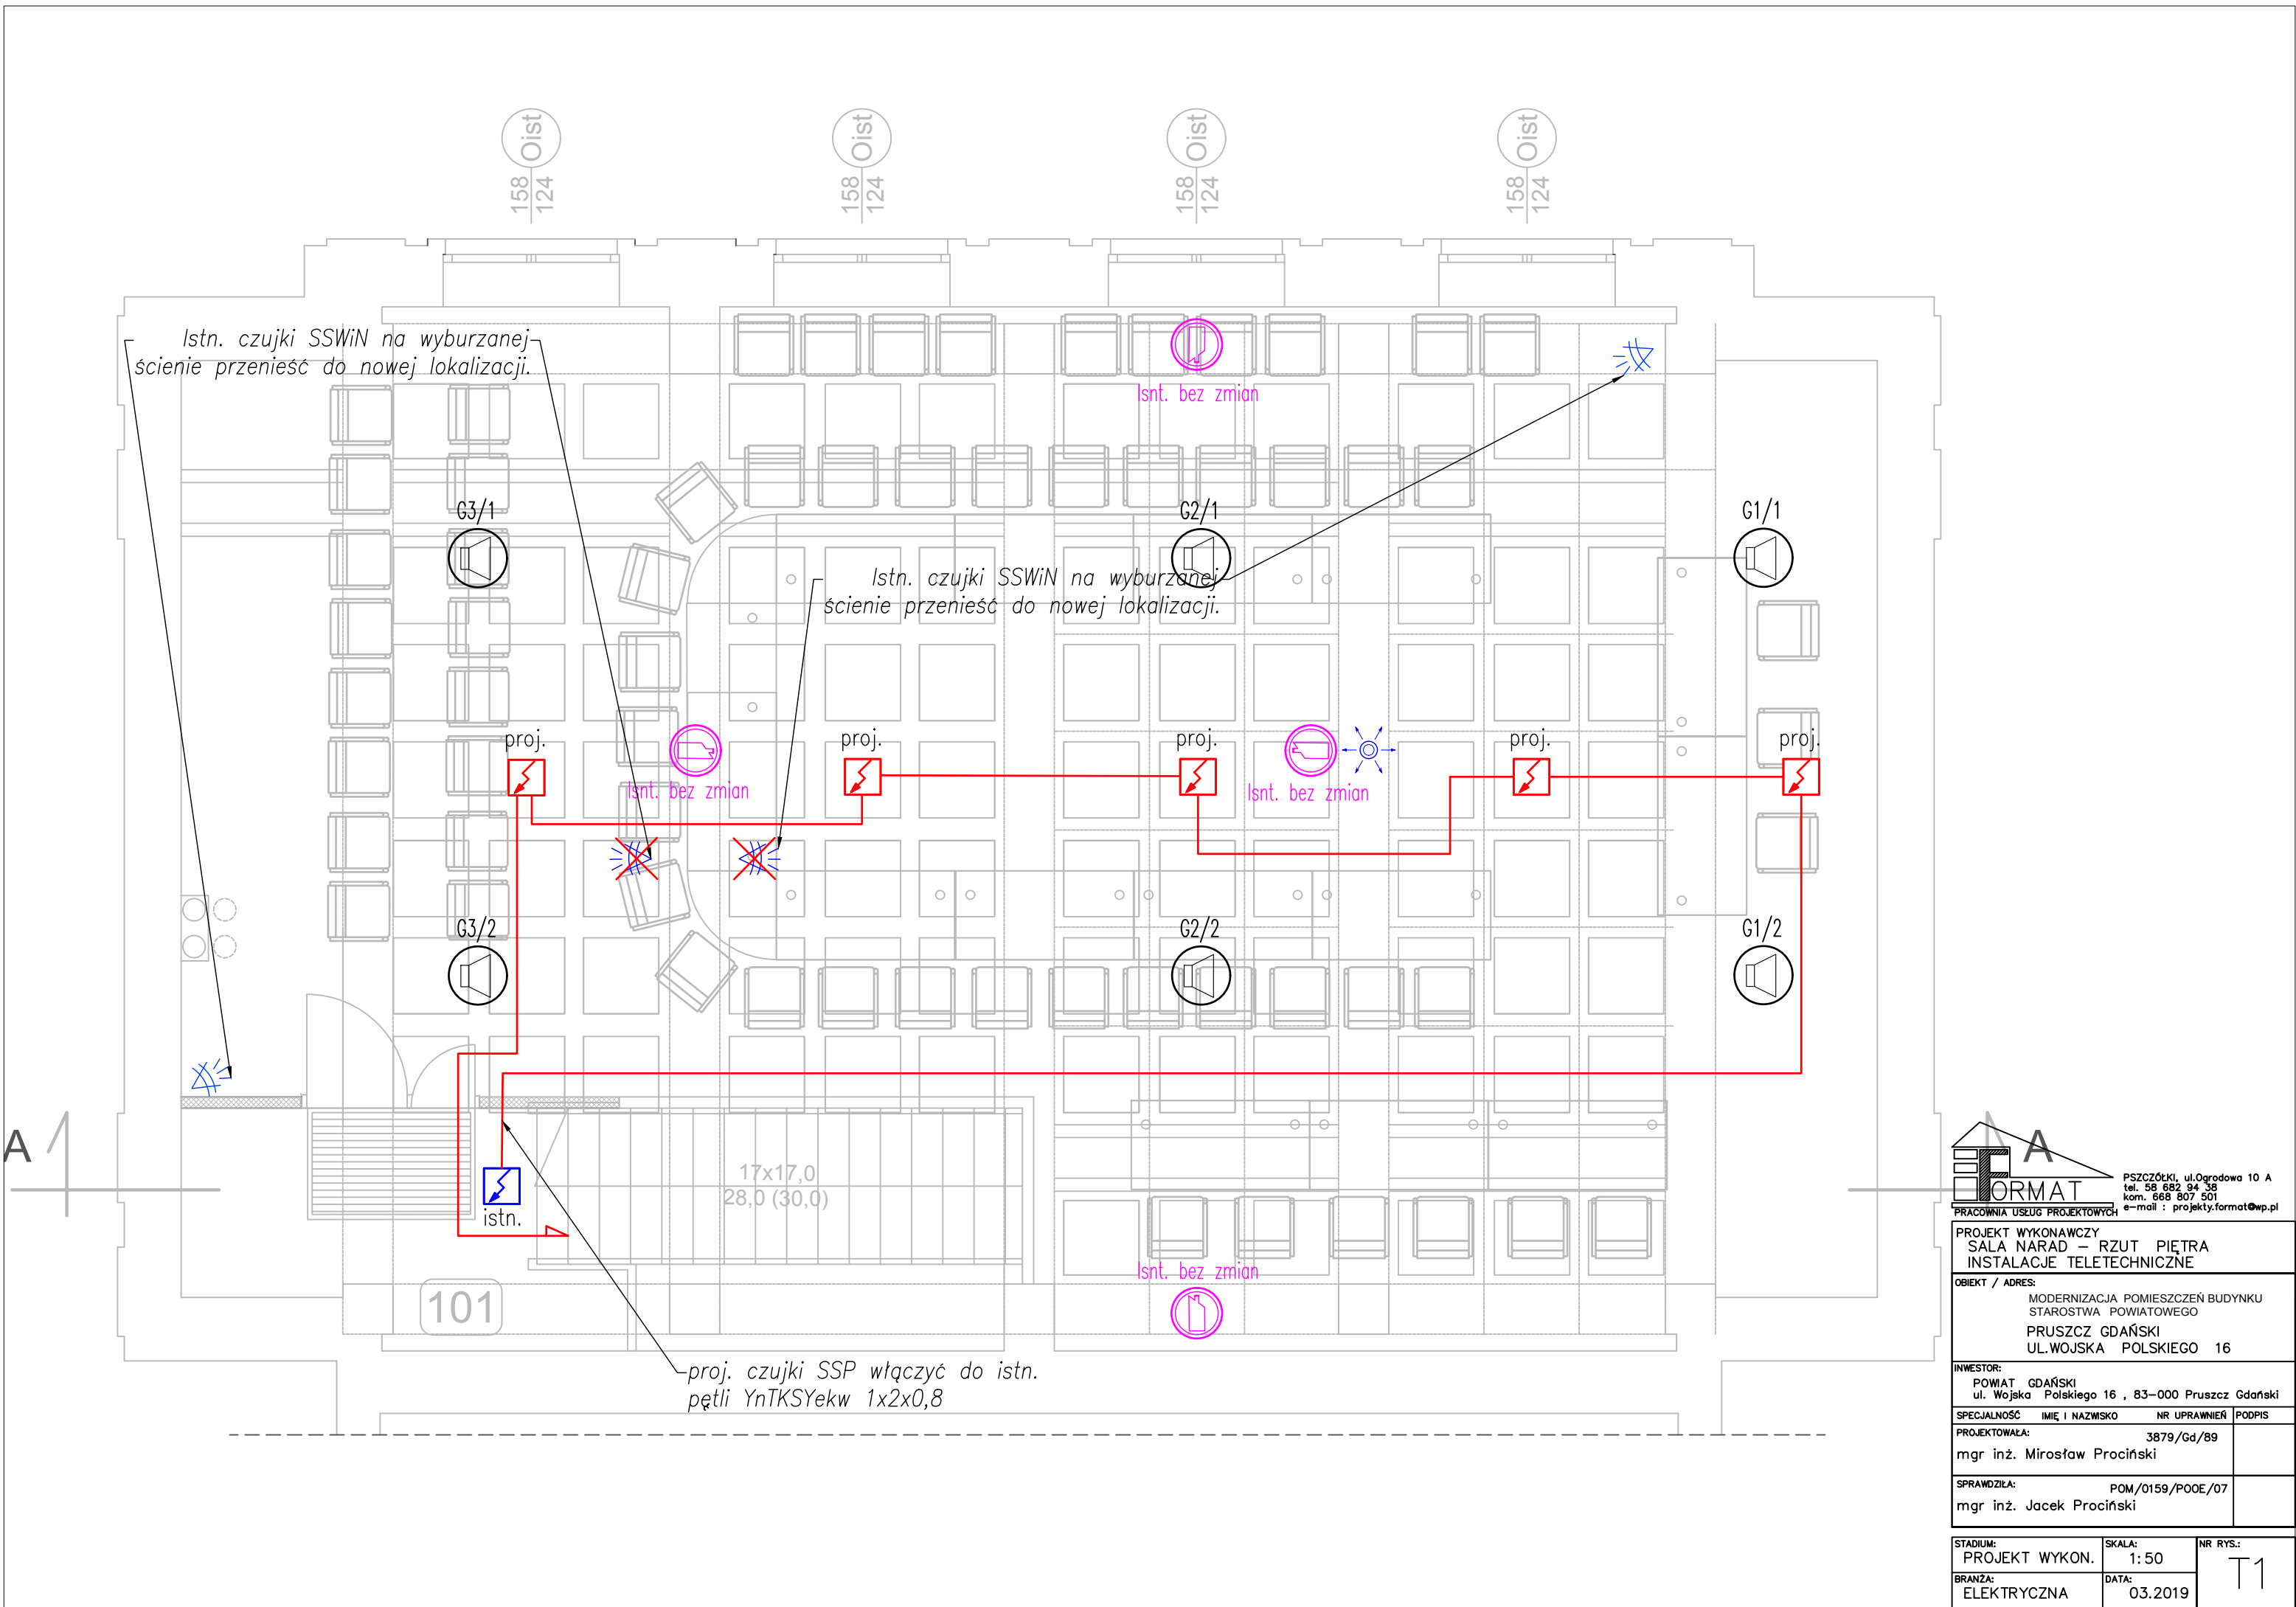 Oist
158
124
Oist
158
124
Oist
158
124
Oist
158
124
Istn. czujki SSWiN na wyburzanej
ścienie przenieść do nowej lokalizacji.
Isnt. bez zmian
G3/1
G2/1
G1/1
Istn. czujki SSWiN na wyburzanej
ścienie przenieść do nowej lokalizacji.
proj.
proj.
proj.
proj.
proj.
Isnt. bez zmian
Isnt. bez zmian
G3/2
G2/2
G1/2
A
A
17x17,0
28,0 (30,0)
istn.
Isnt. bez zmian
101
proj. czujki SSP włączyć do istn.
pętli YnTKSYekw 1x2x0,8
FORMAT
PRACOWNIA USŁUG PROJEKTOWYCH
PSZCZÓŁKI, ul.Ogrodowa 10 A
tel. 58 682 94 38
kom. 668 807 501
e-mail : projekty.format@wp.pl
PROJEKT WYKONAWCZY
SALA NARAD – RZUT PIĘTRA
INSTALACJE TELETECHNICZNE
OBIEKT / ADRES:
MODERNIZACJA POMIESZCZEŃ BUDYNKU
STAROSTWA POWIATOWEGO
PRUSZCZ GDAŃSKI
UL.WOJSKA POLSKIEGO 16
INWESTOR:
POWIAT GDAŃSKI
ul. Wojska Polskiego 16 , 83-000 Pruszcz Gdański
SPECJALNOŚĆ IMIĘ I NAZWISKO NR UPRAWNIEŃ PODPIS
PROJEKTOWAŁA: 3879/Gd/89
mgr inż. Mirosław Prociński
SPRAWDZIŁA: POM/0159/POOE/07
mgr inż. Jacek Prociński
STADIUM: SKALA: NR RYS.:
PROJEKT WYKON. 1:50 T1
BRANŻA: DATA:
ELEKTRYCZNA 03.2019